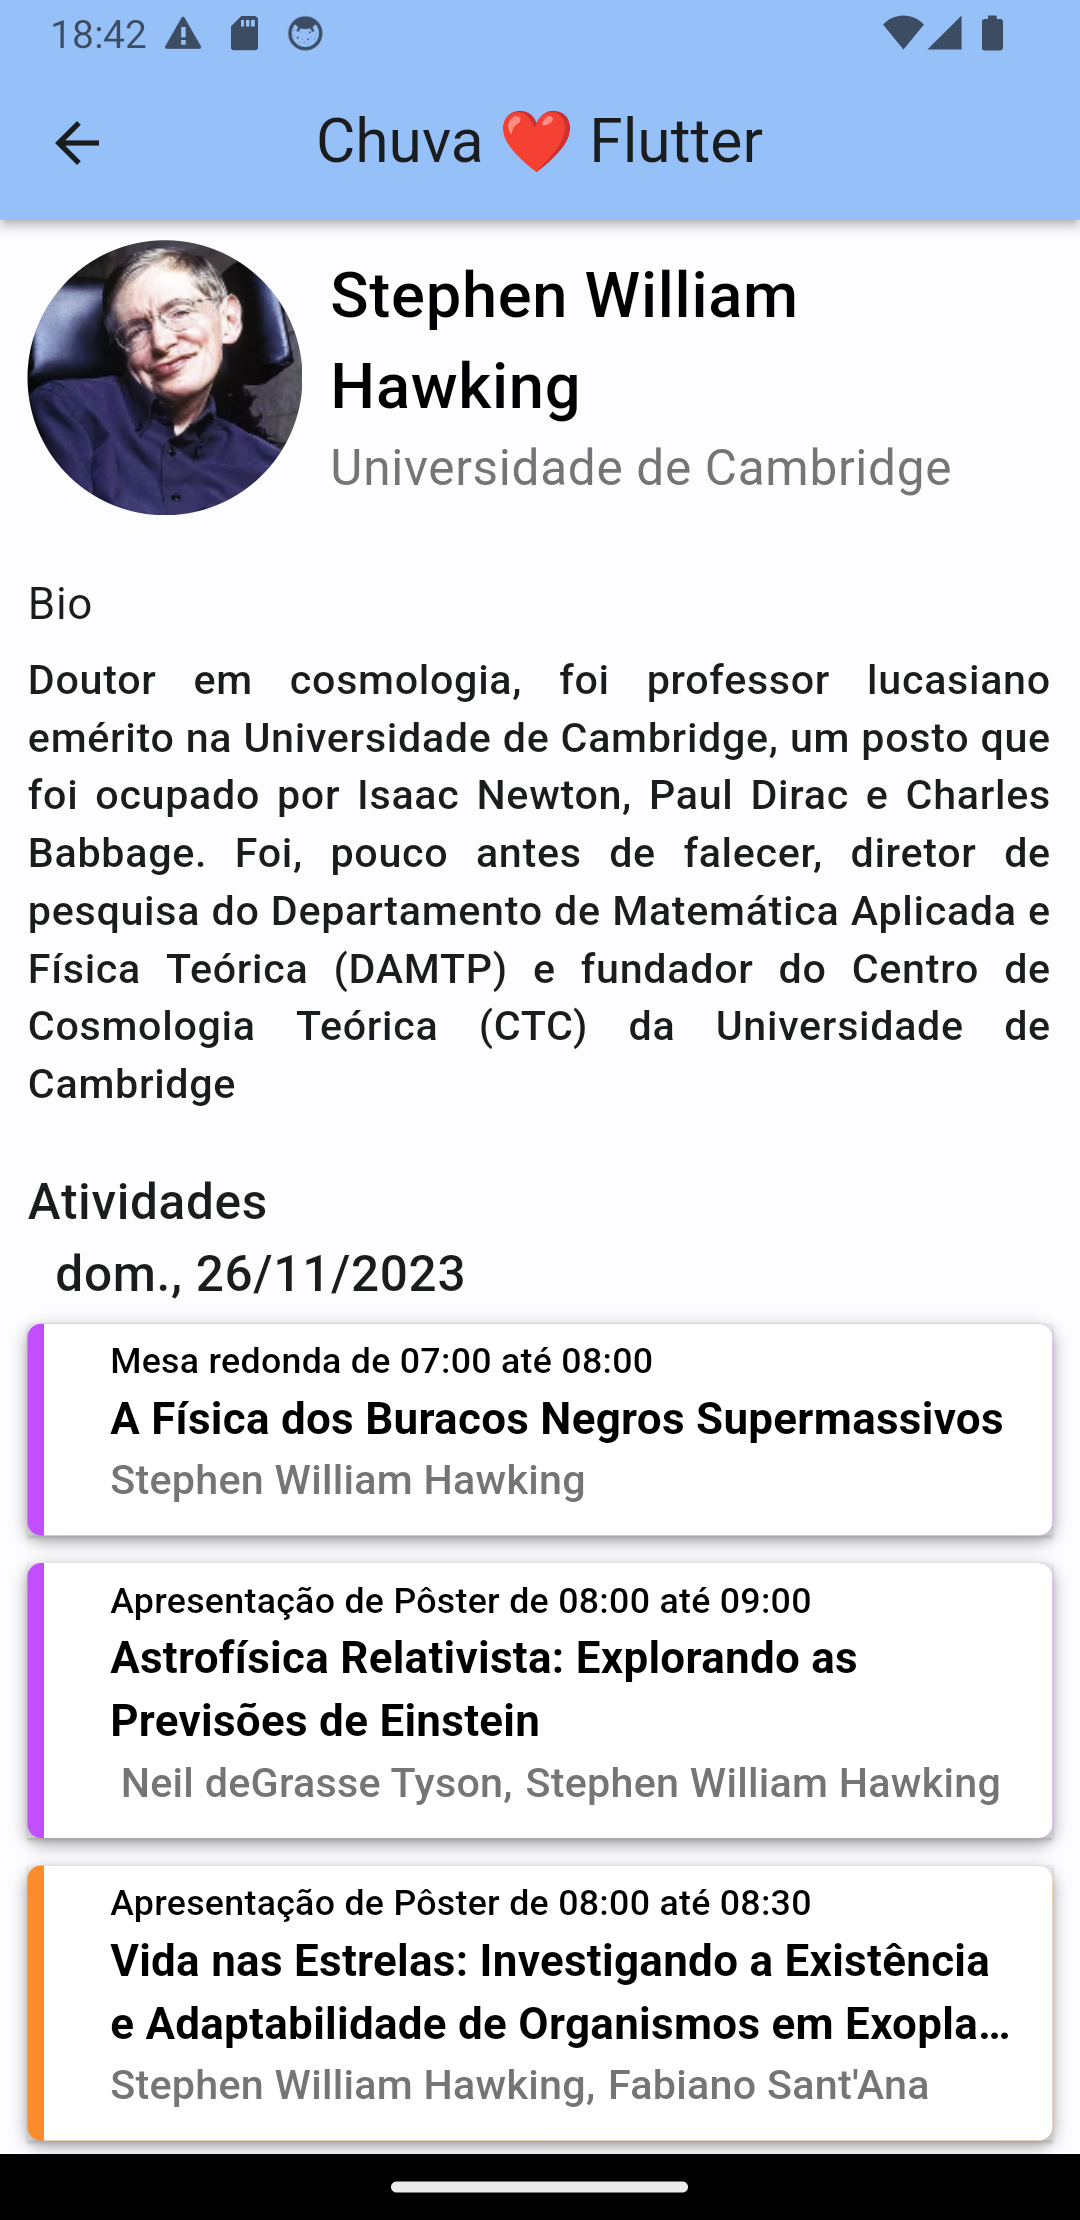 18:42
Chuva ❤️ Flutter
Stephen William
Hawking
Universidade de Cambridge
Bio
Doutor em cosmologia, foi professor lucasiano
emérito na Universidade de Cambridge, um posto que
foi ocupado por Isaac Newton, Paul Dirac e Charles
Babbage. Foi, pouco antes de falecer, diretor de
pesquisa do Departamento de Matemática Aplicada e
Física Teórica (DAMTP) e fundador do Centro de
Cosmologia Teórica (CTC) da Universidade de
Cambridge
Atividades
dom., 26/11/2023
Mesa redonda de 07:00 até 08:00
A Física dos Buracos Negros Supermassivos
Stephen William Hawking
Apresentação de Pôster de 08:00 até 09:00
Astrofísica Relativista: Explorando as
Previsões de Einstein
Neil deGrasse Tyson, Stephen William Hawking
Apresentação de Pôster de 08:00 até 08:30
Vida nas Estrelas: Investigando a Existência
e Adaptabilidade de Organismos em Exopla…
Stephen William Hawking, Fabiano Sant'Ana